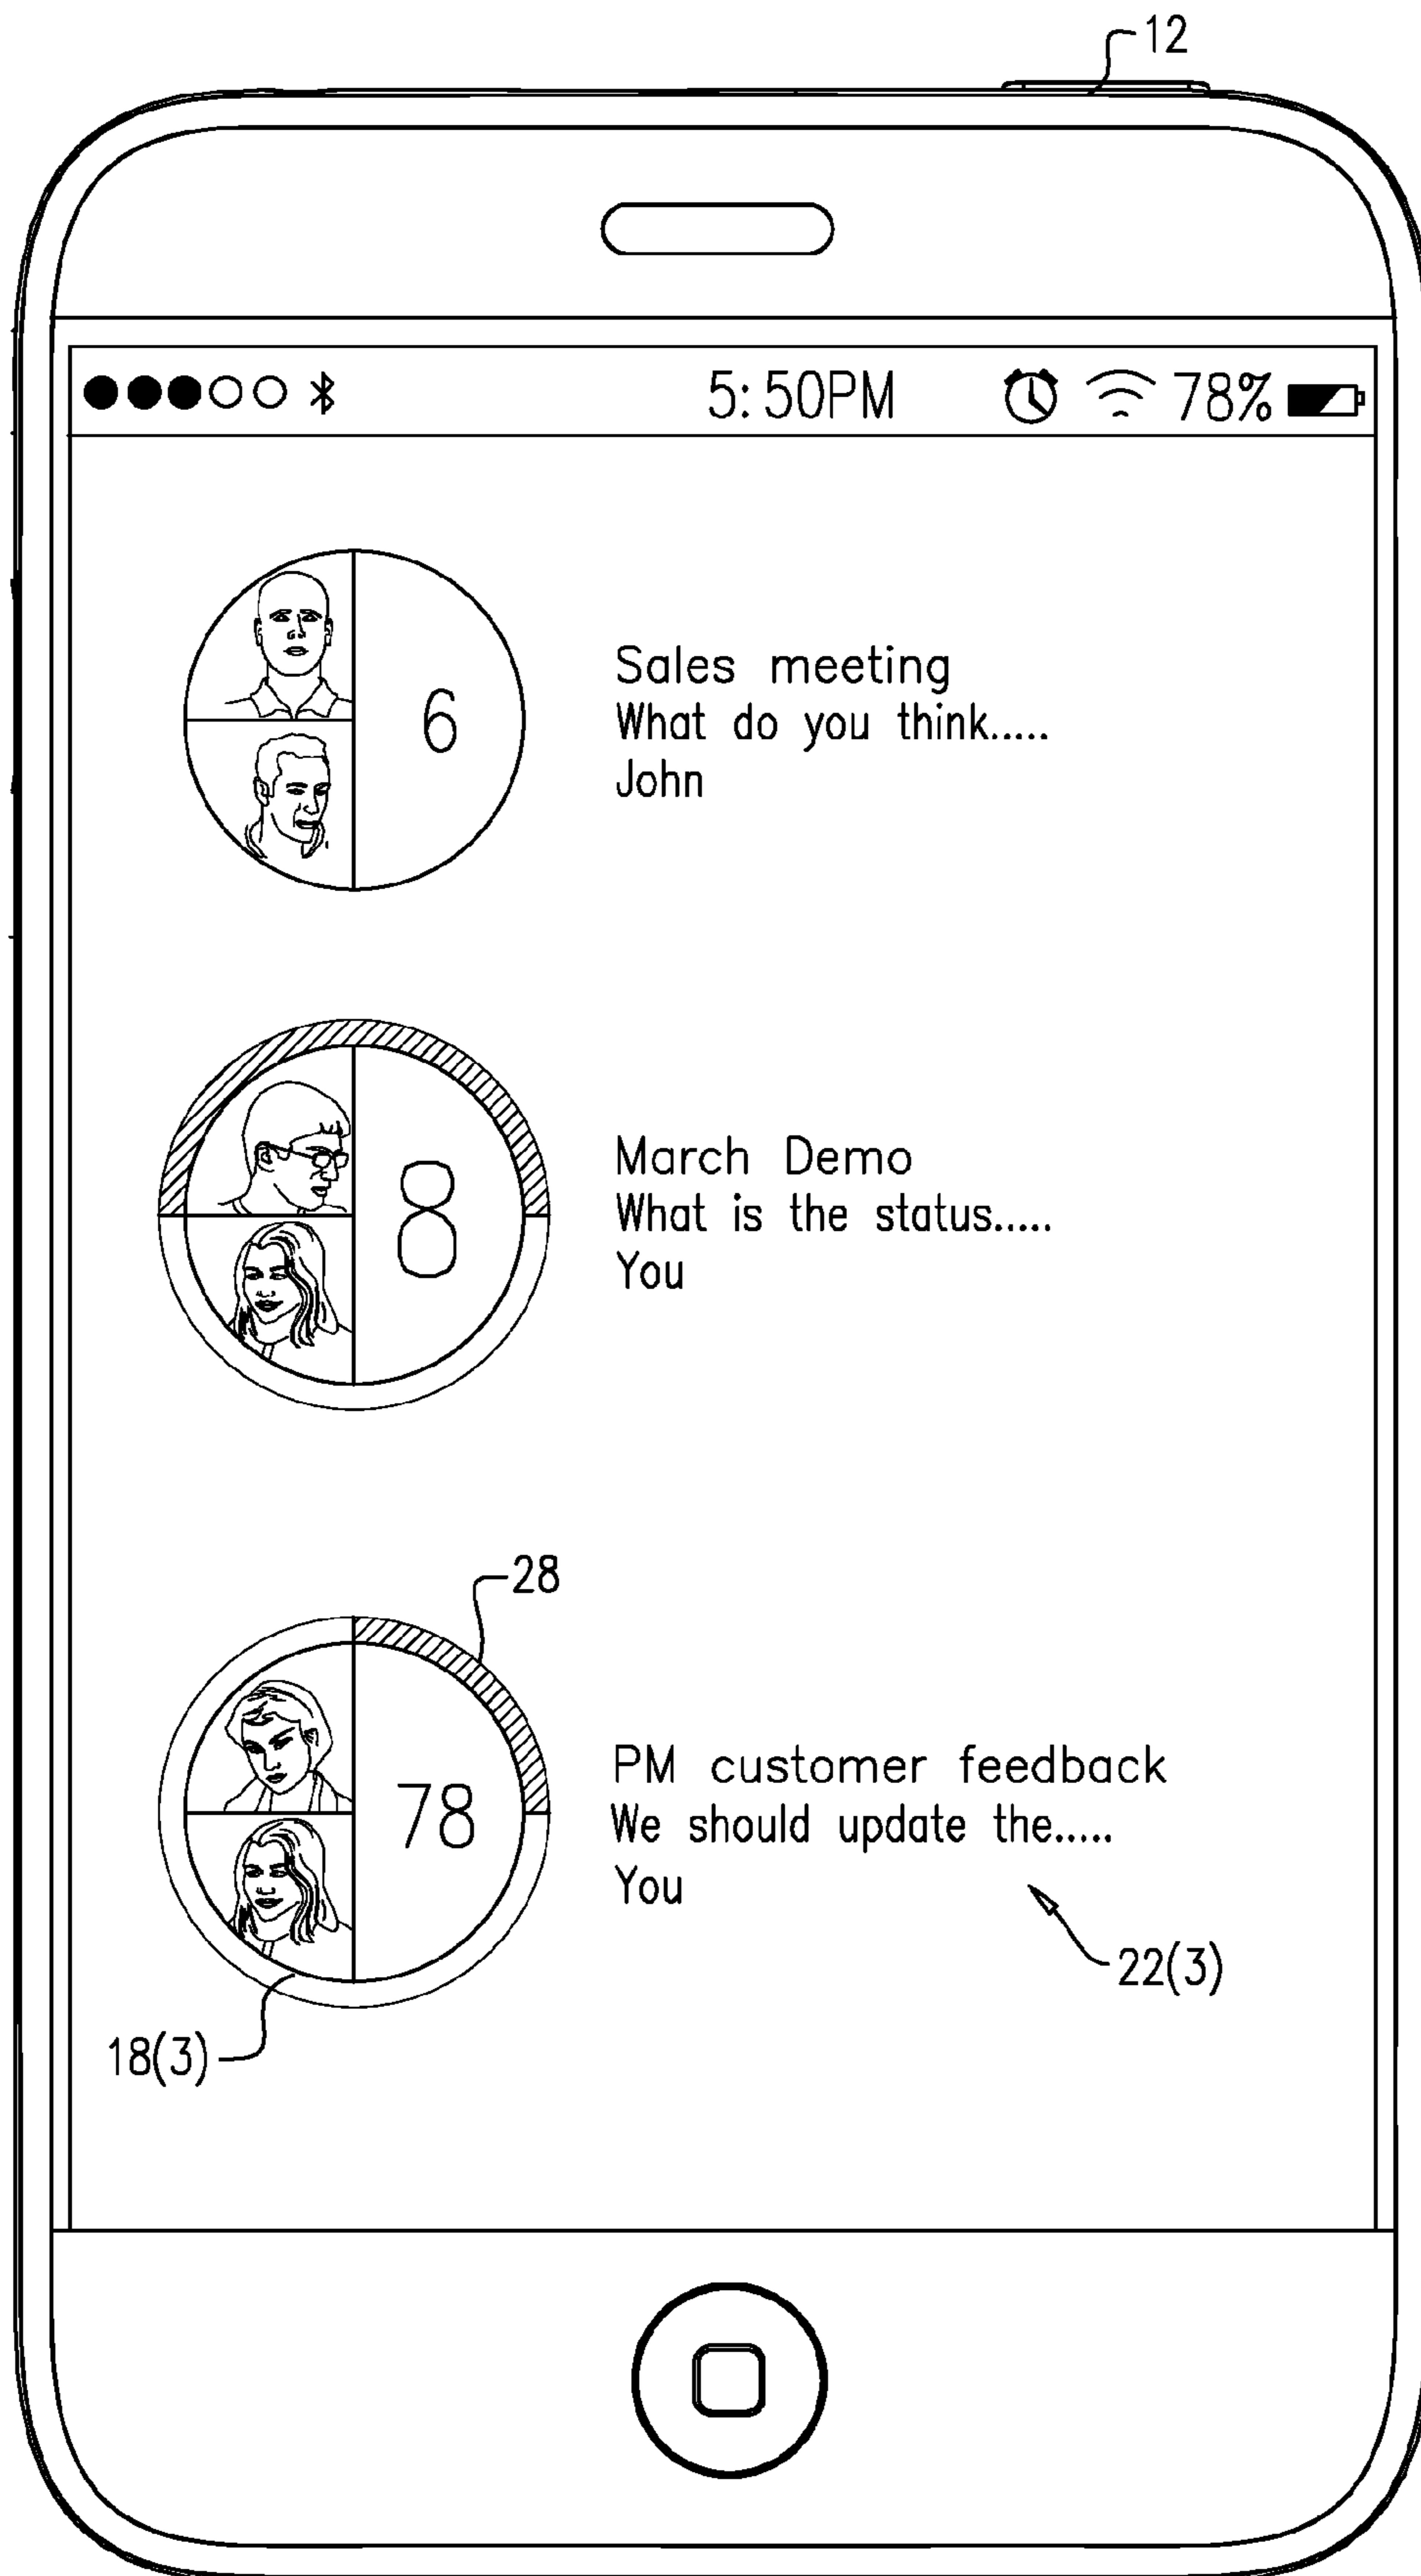 12
5:50PM 78%
6
Sales meeting
What do you think.....
John
8
March Demo
What is the status.....
You
28
78
PM customer feedback
We should update the.....
You
22(3)
18(3)